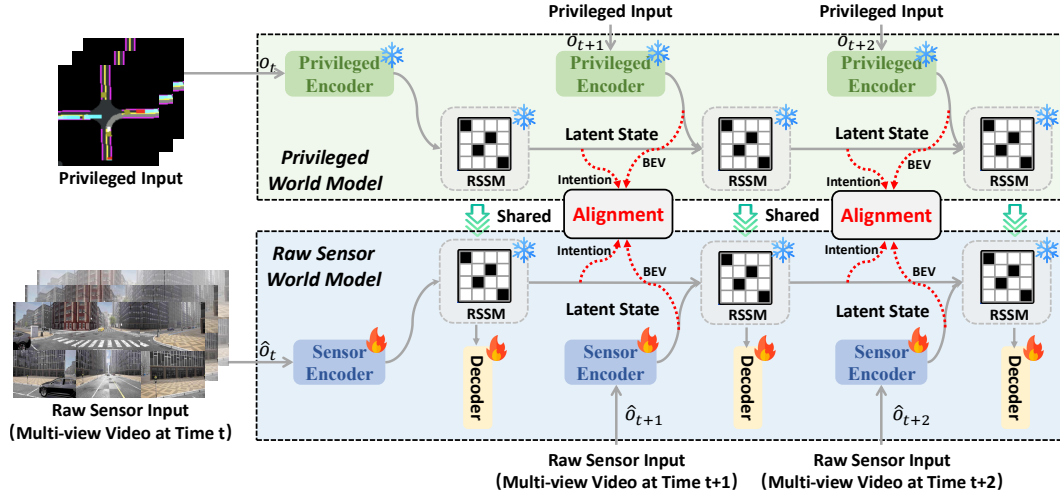 Privileged Input
Privileged Input
o_t
o_{t+1}
o_{t+2}
Privileged
Encoder
Privileged
Encoder
Privileged
Encoder
Privileged Input
Privileged
World Model
RSSM
Latent State
Intention
BEV
RSSM
Latent State
Intention
BEV
RSSM
Shared
Alignment
Shared
Alignment
Raw Sensor
World Model
RSSM
Intention
BEV
Latent State
RSSM
Intention
BEV
Latent State
RSSM
ô_t
Sensor
Encoder
Decoder
Sensor
Encoder
Decoder
Sensor
Encoder
Decoder
Raw Sensor Input
(Multi-view Video at Time t)
ô_{t+1}
ô_{t+2}
Raw Sensor Input
(Multi-view Video at Time t+1)
Raw Sensor Input
(Multi-view Video at Time t+2)